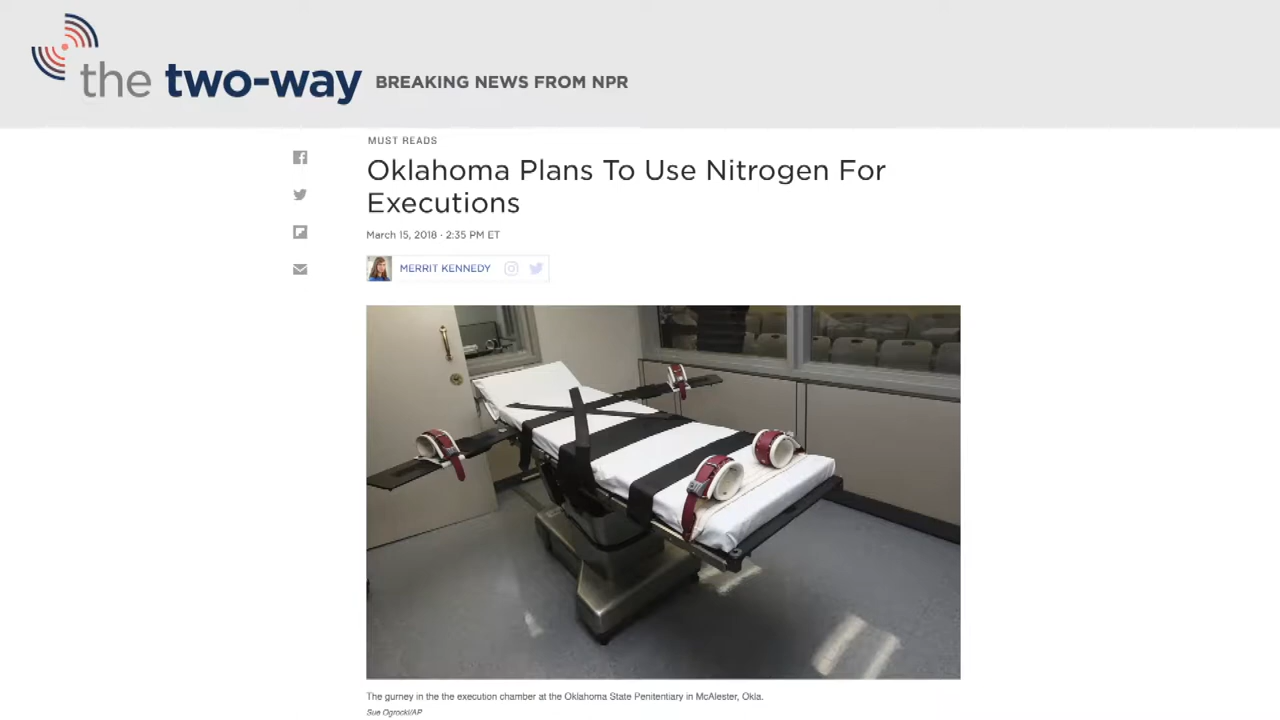 the two-way BREAKING NEWS FROM NPR
MUST READS
Oklahoma Plans To Use Nitrogen For
Executions
March 15, 2018 · 2:35 PM ET
MERRIT KENNEDY
The gurney in the the execution chamber at the Oklahoma State Penitentiary in McAlester, Okla.
Sue Ogrocki/AP